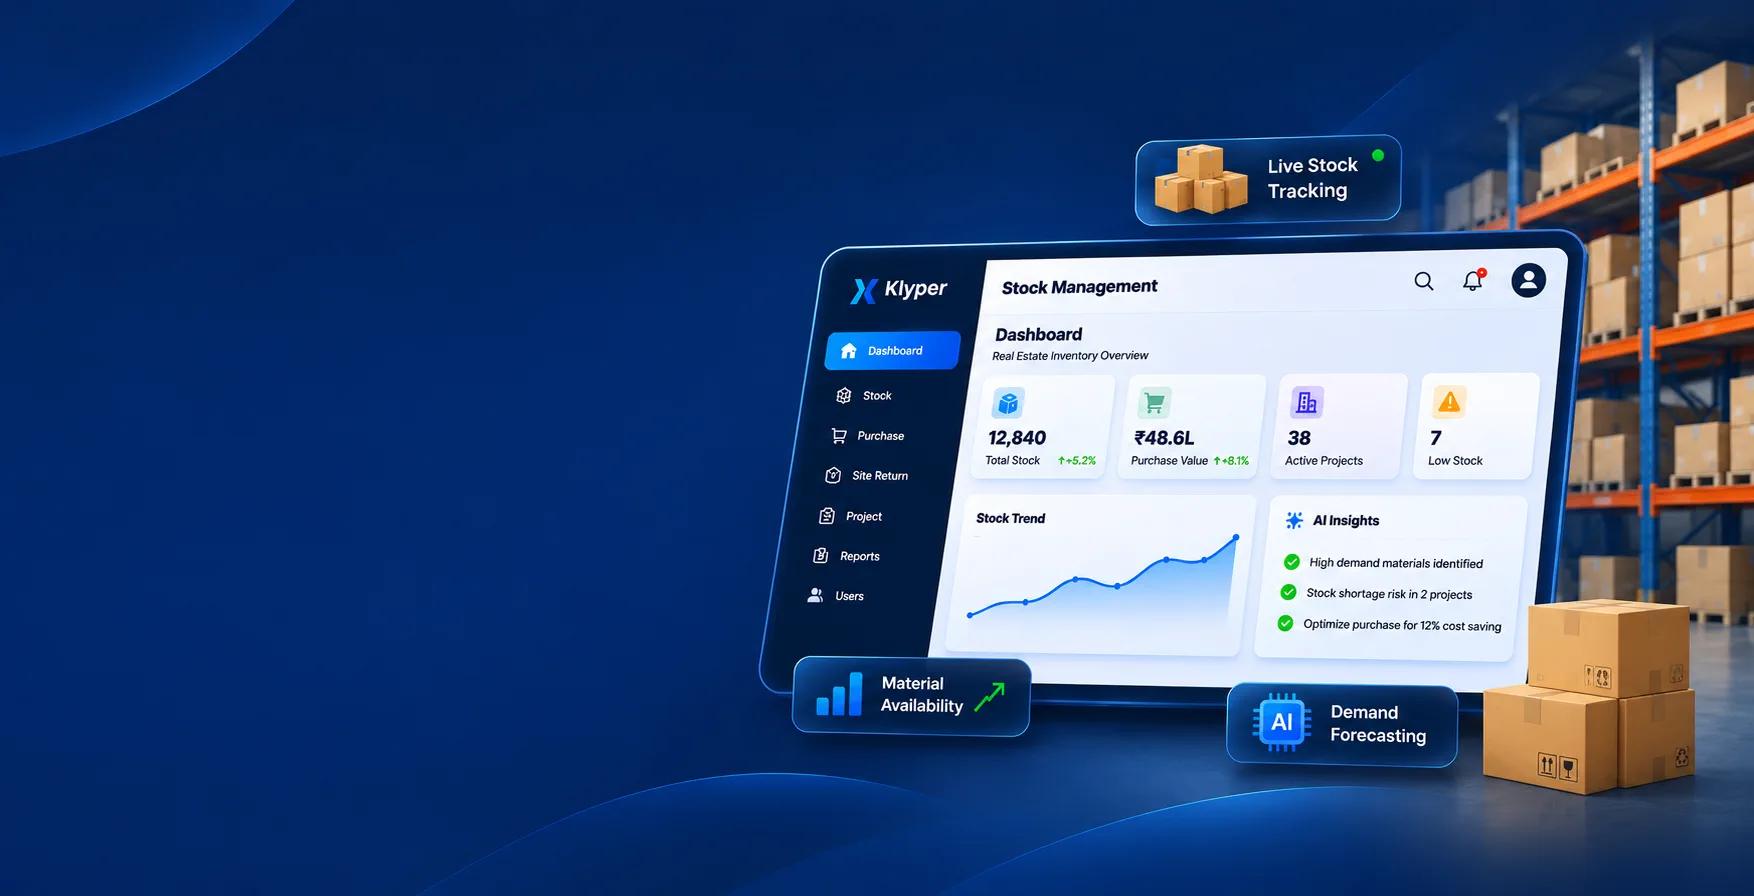 Live Stock
Tracking
Klyper
Stock Management
Dashboard
Stock
Purchase
Site Return
Project
Reports
Users
Dashboard
Real Estate Inventory Overview
12,840
Total Stock ↑+5.2%
₹48.6L
Purchase Value ↑+8.1%
38
Active Projects
7
Low Stock
Stock Trend
AI Insights
High demand materials identified
Stock shortage risk in 2 projects
Optimize purchase for 12% cost saving
Material
Availability
AI
Demand
Forecasting